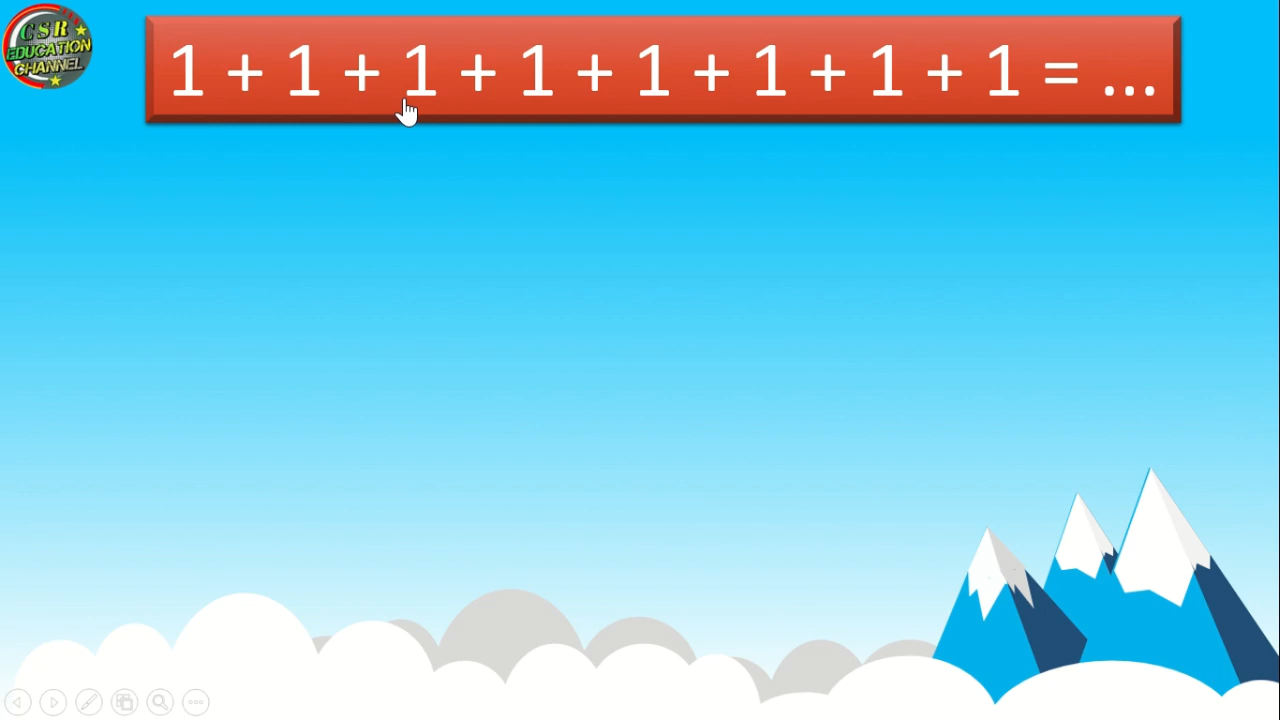 CSR
EDUCATION
CHANNEL
1 + 1 + 1 + 1 + 1 + 1 + 1 + 1 = ...